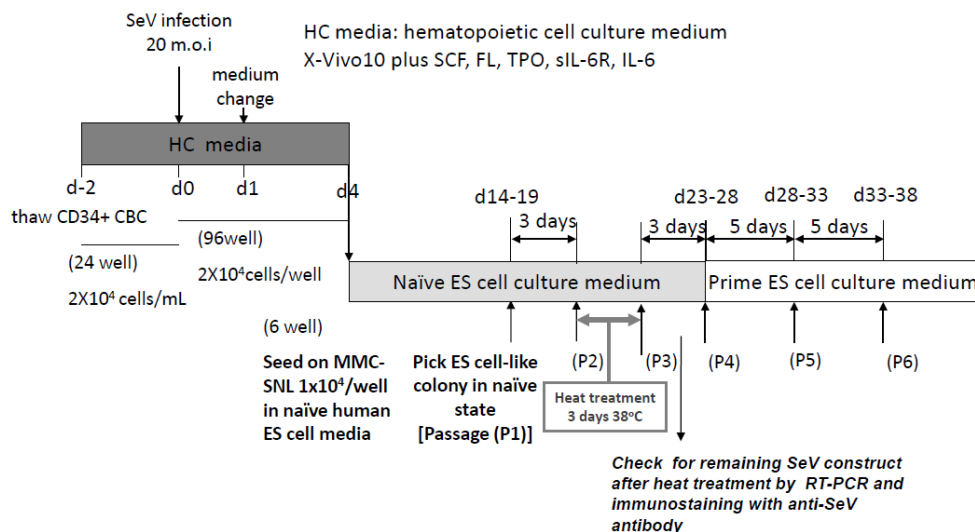 SeV infection
20 m.o.i
HC media: hematopoietic cell culture medium
X-Vivo10 plus SCF, FL, TPO, sIL-6R, IL-6
medium
change
HC media
d-2
d0
d1
d4
thaw CD34+ CBC
(24 well)
2X10⁴ cells/mL
(96well)
2X10⁴cells/well
d14-19
d23-28
d28-33
d33-38
3 days
3 days
5 days
5 days
Naïve ES cell culture medium
Prime ES cell culture medium
(6 well)
Seed on MMC-
SNL 1x10⁴/well
in naïve human
ES cell media
Pick ES cell-like
colony in naïve
state
[Passage (P1)]
(P2)
(P3)
(P4)
(P5)
(P6)
Heat treatment
3 days 38ºC
Check for remaining SeV construct
after heat treatment by RT-PCR and
immunostaining with anti-SeV
antibody